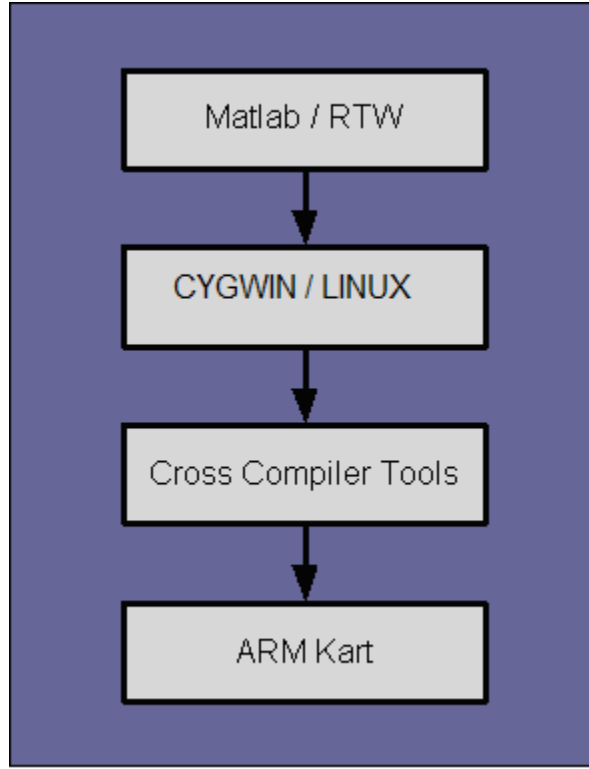 Matlab / RTW
CYGWIN / LINUX
Cross Compiler Tools
ARM Kart